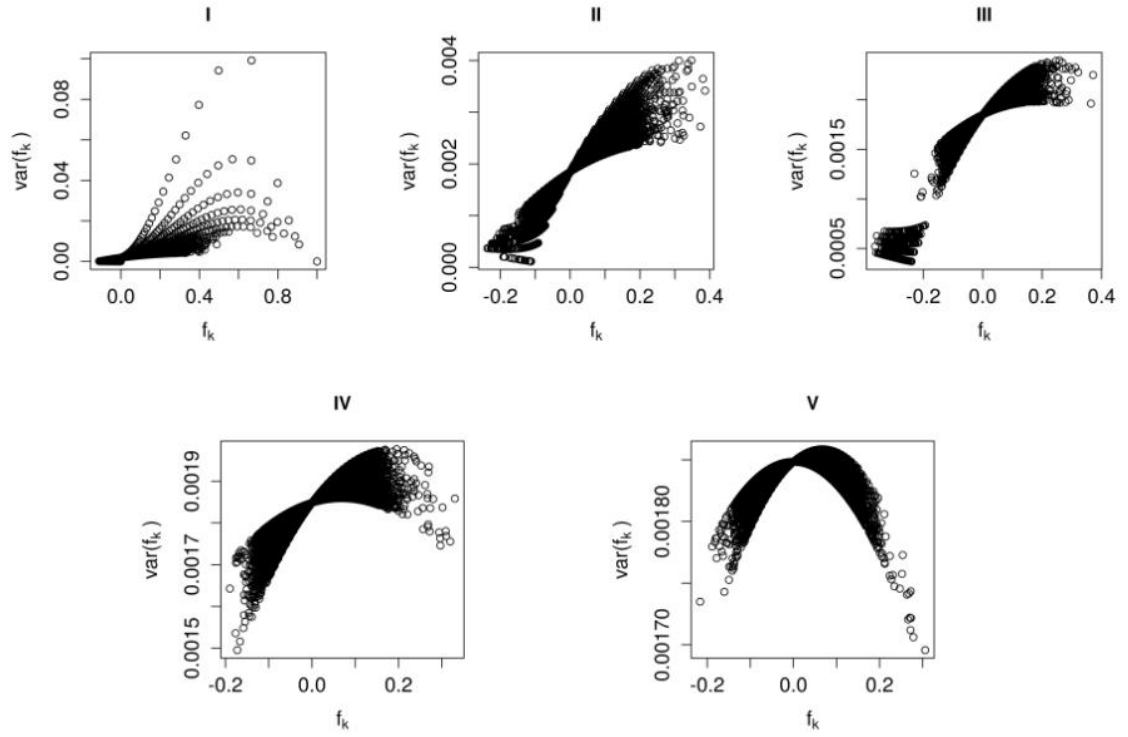 I
var(fk)
0.08
0.04
0.00
0.0 0.4 0.8
fk
II
var(fk)
0.004
0.002
0.000
-0.2 0.0 0.2 0.4
fk
III
var(fk)
0.0015
0.0005
-0.2 0.0 0.2 0.4
fk
IV
var(fk)
0.0019
0.0017
0.0015
-0.2 0.0 0.2
fk
V
var(fk)
0.00180
0.00170
-0.2 0.0 0.2
fk